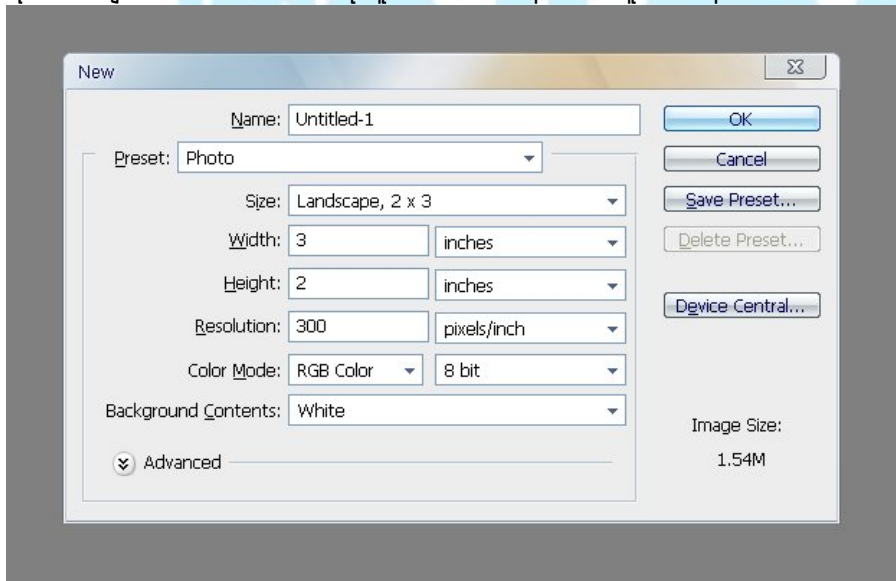 New
Name: Untitled-1
OK
Preset: Photo
Cancel
Size: Landscape, 2 x 3
Save Preset...
Width: 3 inches
Delete Preset...
Height: 2 inches
Device Central...
Resolution: 300 pixels/inch
Color Mode: RGB Color 8 bit
Background Contents: White
Image Size:
Advanced
1.54M